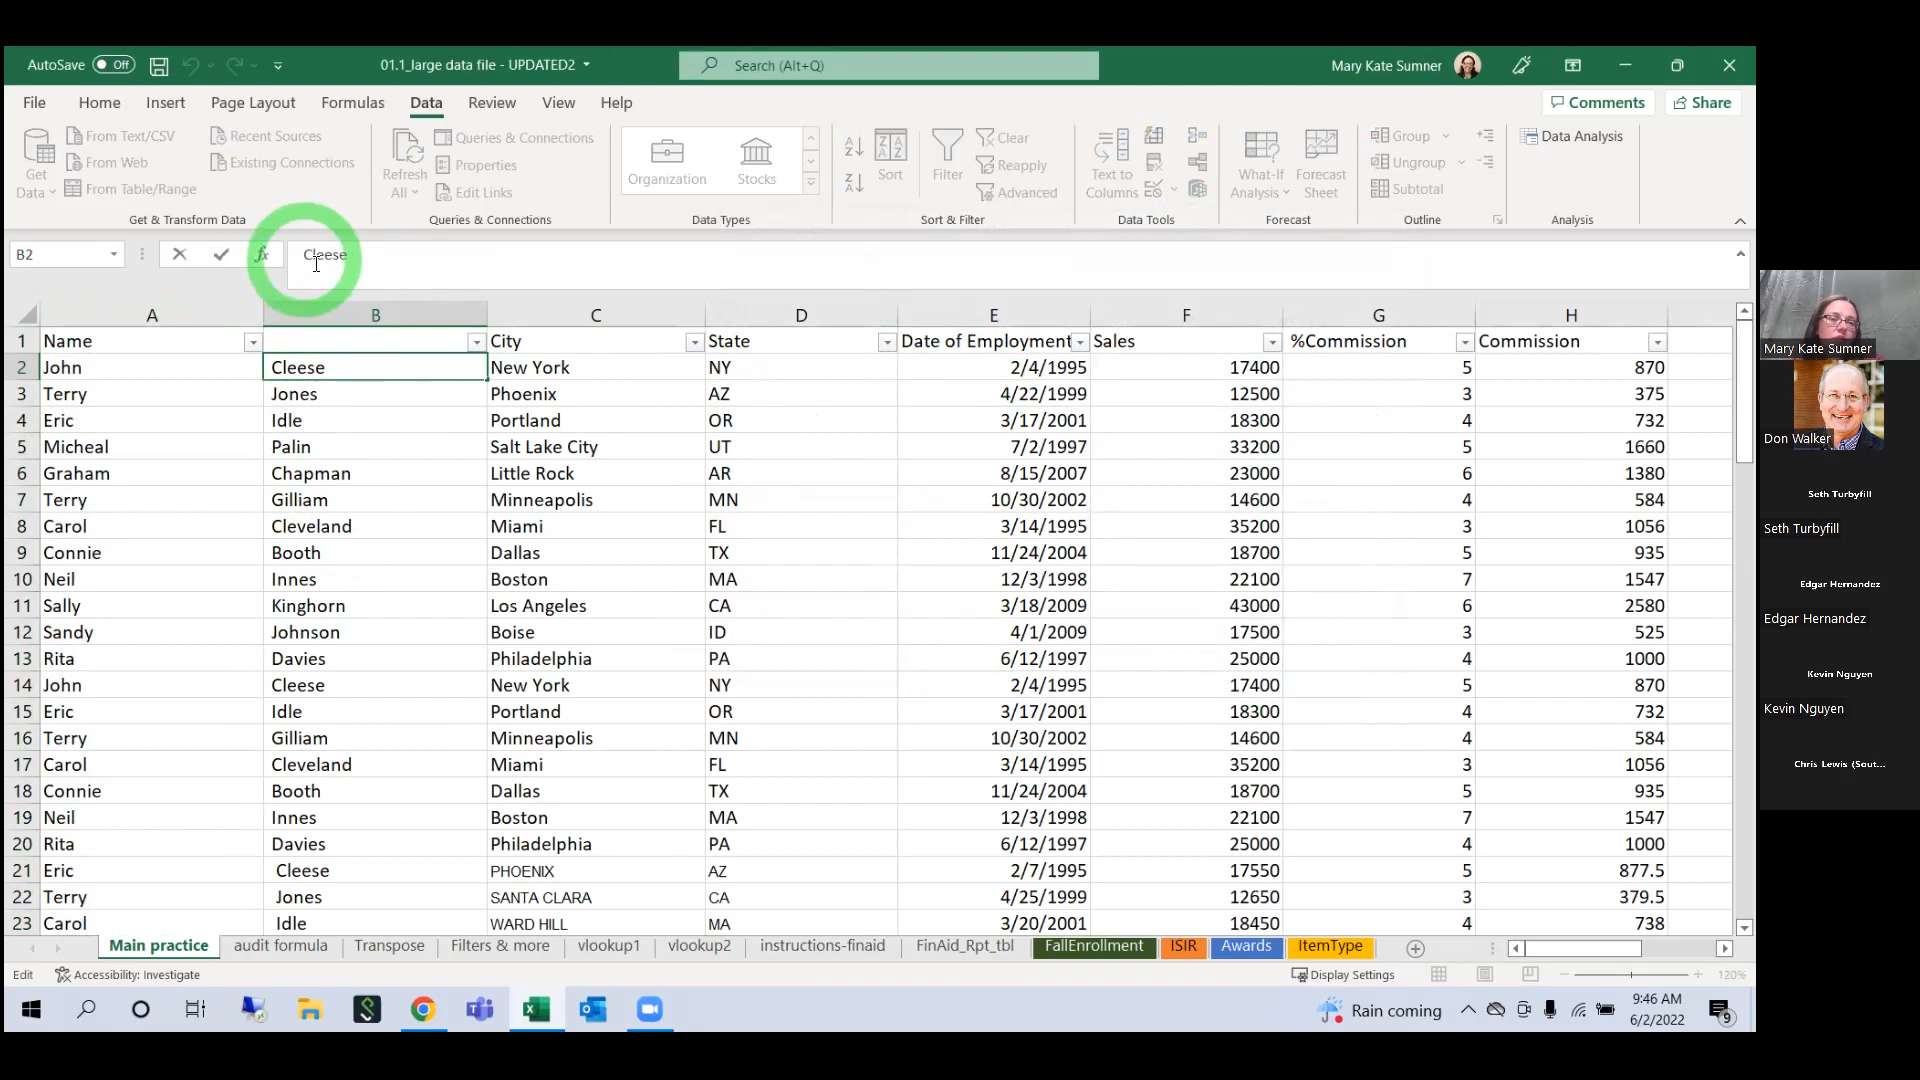 AutoSave Off 01.1_large data file - UPDATED2 Search (Alt+Q) Mary Kate Sumner
File Home Insert Page Layout Formulas Data Review View Help Comments Share
From Text/CSV Recent Sources Queries & Connections Clear Group Data Analysis
From Web Existing Connections Properties Reapply Ungroup
From Table/Range Edit Links Advanced Subtotal
Get Data Refresh All Organization Stocks Sort Filter Text to Columns What-If Analysis Forecast Sheet
Get & Transform Data Queries & Connections Data Types Sort & Filter Data Tools Forecast Outline Analysis
B2 fx Cleese
A B C D E F G H
1 Name City State Date of Employment Sales %Commission Commission
2 John Cleese New York NY 2/4/1995 17400 5 870
3 Terry Jones Phoenix AZ 4/22/1999 12500 3 375
4 Eric Idle Portland OR 3/17/2001 18300 4 732
5 Micheal Palin Salt Lake City UT 7/2/1997 33200 5 1660
6 Graham Chapman Little Rock AR 8/15/2007 23000 6 1380
7 Terry Gilliam Minneapolis MN 10/30/2002 14600 4 584
8 Carol Cleveland Miami FL 3/14/1995 35200 3 1056
9 Connie Booth Dallas TX 11/24/2004 18700 5 935
10 Neil Innes Boston MA 12/3/1998 22100 7 1547
11 Sally Kinghorn Los Angeles CA 3/18/2009 43000 6 2580
12 Sandy Johnson Boise ID 4/1/2009 17500 3 525
13 Rita Davies Philadelphia PA 6/12/1997 25000 4 1000
14 John Cleese New York NY 2/4/1995 17400 5 870
15 Eric Idle Portland OR 3/17/2001 18300 4 732
16 Terry Gilliam Minneapolis MN 10/30/2002 14600 4 584
17 Carol Cleveland Miami FL 3/14/1995 35200 3 1056
18 Connie Booth Dallas TX 11/24/2004 18700 5 935
19 Neil Innes Boston MA 12/3/1998 22100 7 1547
20 Rita Davies Philadelphia PA 6/12/1997 25000 4 1000
21 Eric Cleese PHOENIX AZ 2/7/1995 17550 5 877.5
22 Terry Jones SANTA CLARA CA 4/25/1999 12650 3 379.5
23 Carol Idle WARD HILL MA 3/20/2001 18450 4 738
Main practice audit formula Transpose Filters & more vlookup1 vlookup2 instructions-finaid FinAid_Rpt_tbl FallEnrollment ISIR Awards ItemType
Edit Accessibility: Investigate Display Settings 120%
Rain coming 9:46 AM
6/2/2022 9
Mary Kate Sumner
Don Walker
Seth Turbyfill
Seth Turbyfill
Edgar Hernandez
Edgar Hernandez
Kevin Nguyen
Kevin Nguyen
Chris Lewis (Sout...